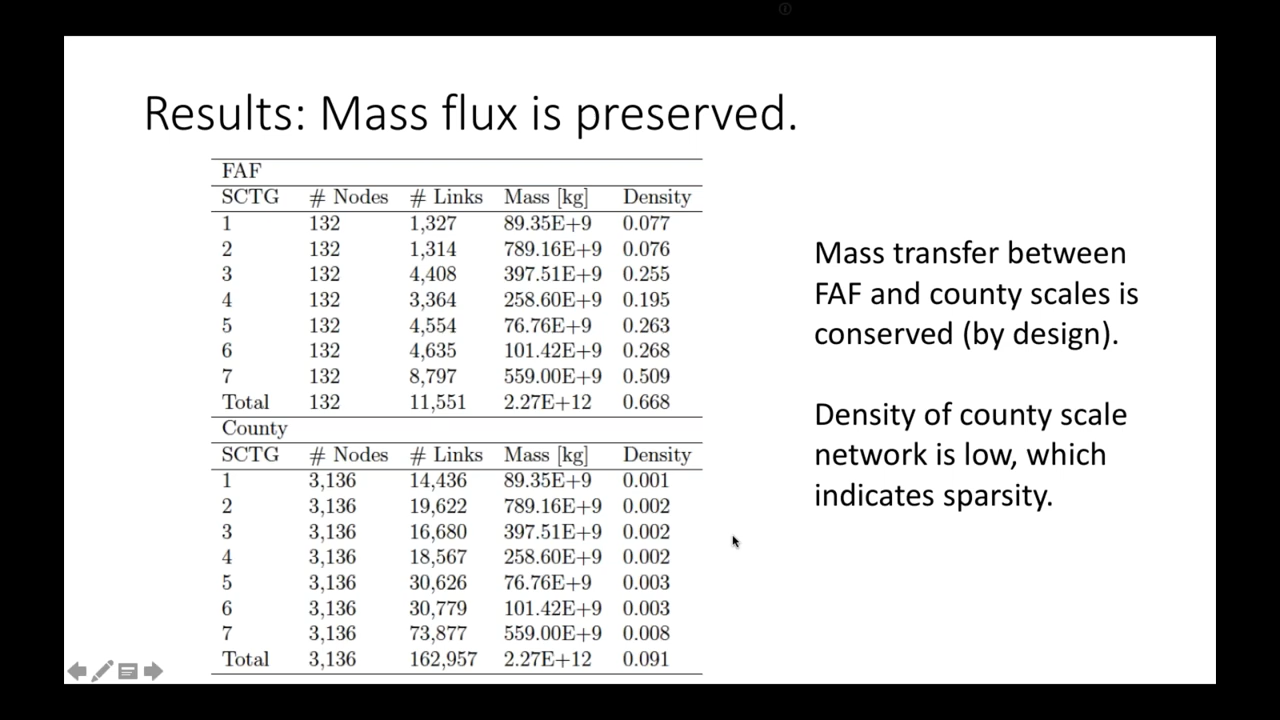 Results: Mass flux is preserved.
FAF
SCTG # Nodes # Links Mass [kg] Density
1 132 1,327 89.35E+9 0.077
2 132 1,314 789.16E+9 0.076
3 132 4,408 397.51E+9 0.255
4 132 3,364 258.60E+9 0.195
5 132 4,554 76.76E+9 0.263
6 132 4,635 101.42E+9 0.268
7 132 8,797 559.00E+9 0.509
Total 132 11,551 2.27E+12 0.668
County
SCTG # Nodes # Links Mass [kg] Density
1 3,136 14,436 89.35E+9 0.001
2 3,136 19,622 789.16E+9 0.002
3 3,136 16,680 397.51E+9 0.002
4 3,136 18,567 258.60E+9 0.002
5 3,136 30,626 76.76E+9 0.003
6 3,136 30,779 101.42E+9 0.003
7 3,136 73,877 559.00E+9 0.008
Total 3,136 162,957 2.27E+12 0.091
Mass transfer between
FAF and county scales is
conserved (by design).
Density of county scale
network is low, which
indicates sparsity.